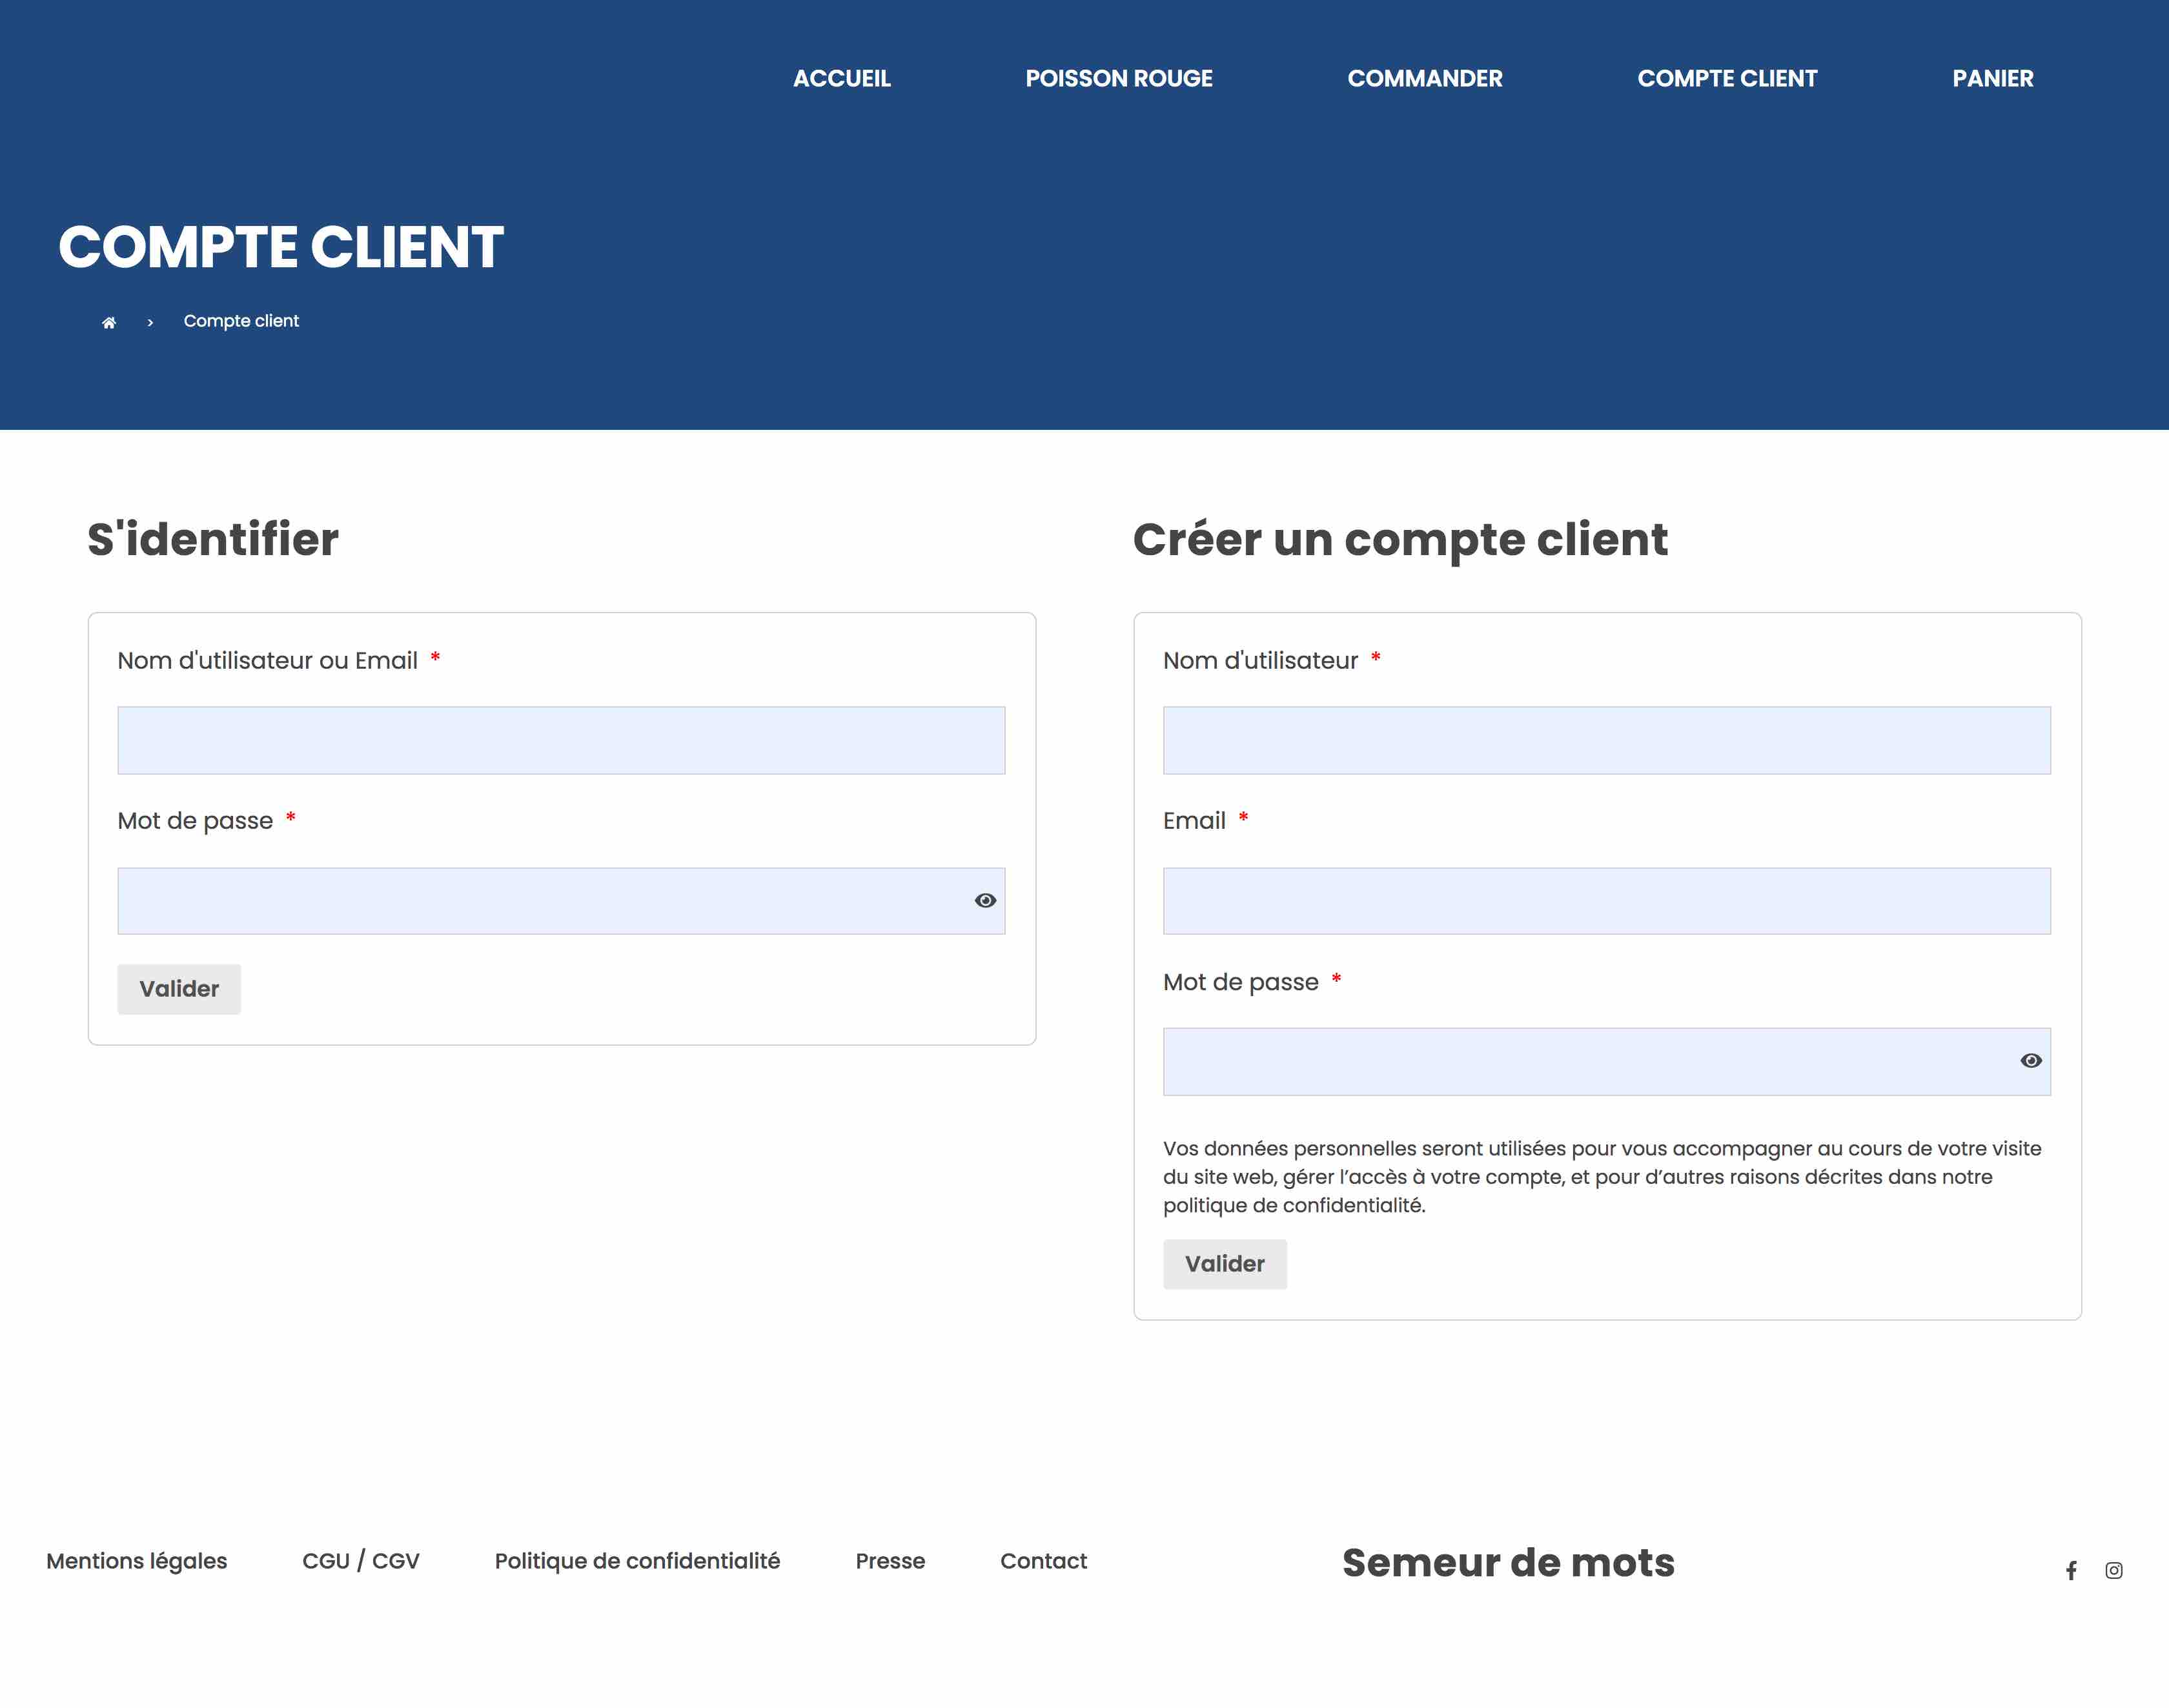 ACCUEIL POISSON ROUGE COMMANDER COMPTE CLIENT PANIER
COMPTE CLIENT
> Compte client
S'identifier
Nom d'utilisateur ou Email *
Mot de passe *
Valider
Créer un compte client
Nom d'utilisateur *
Email *
Mot de passe *
Vos données personnelles seront utilisées pour vous accompagner au cours de votre visite
du site web, gérer l’accès à votre compte, et pour d’autres raisons décrites dans notre
politique de confidentialité.
Valider
Mentions légales CGU / CGV Politique de confidentialité Presse Contact
Semeur de mots